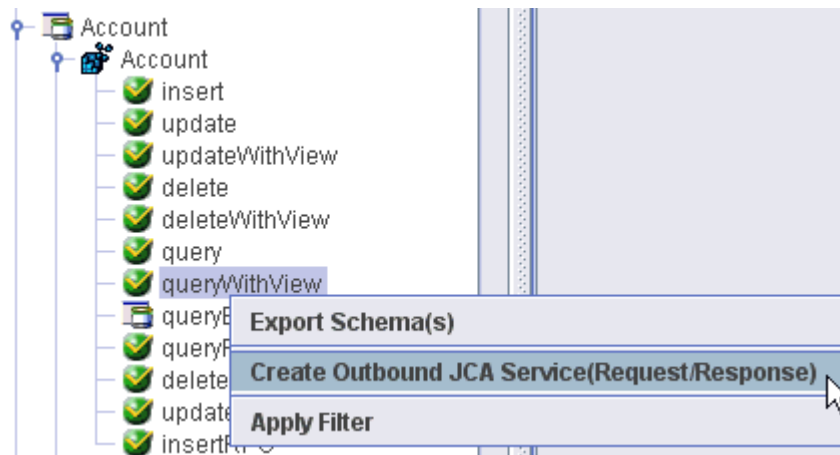 Account
Account
insert
update
updateWithView
delete
deleteWithView
query
queryWithView
Export Schema(s)
Create Outbound JCA Service(Request/Response)
delete
Apply Filter